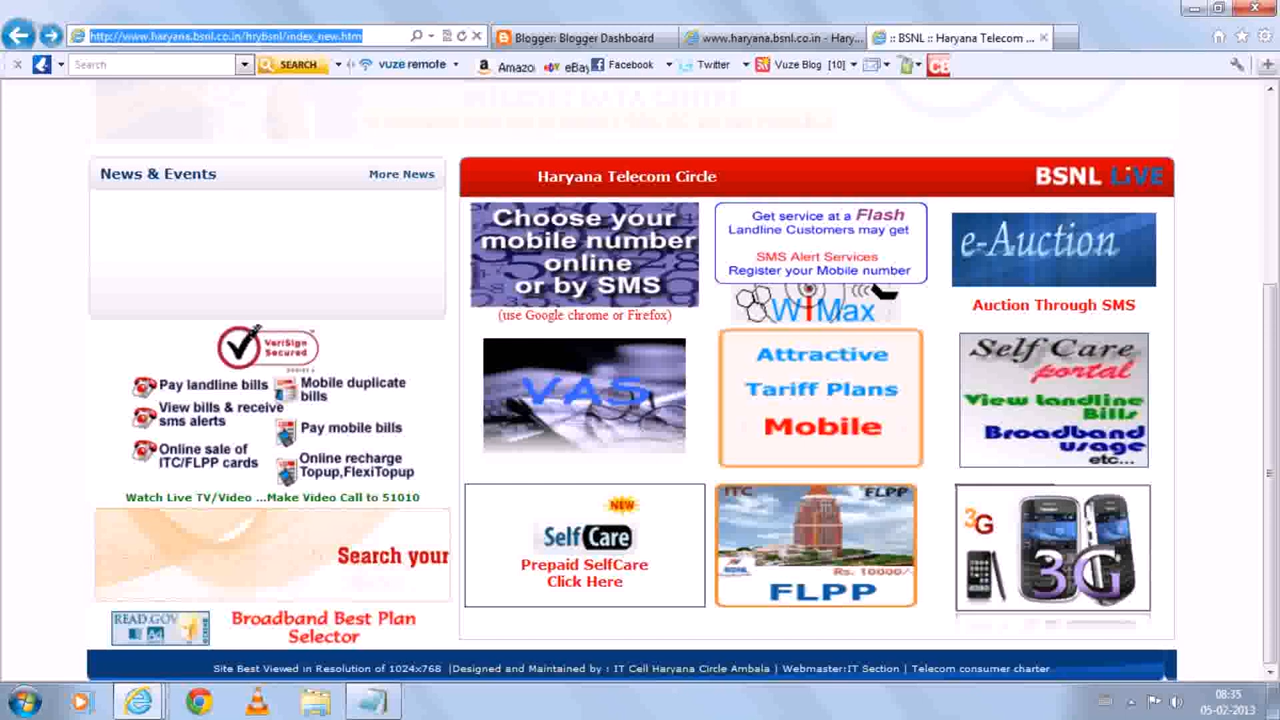 http://www.haryana.bsnl.co.in/hrybsnl/index_new.htm
Blogger: Blogger Dashboard
www.haryana.bsnl.co.in - Hary...
:: BSNL :: Haryana Telecom ...
Search
SEARCH
vuze remote
Amazo
eBay
Facebook
Twitter
Vuze Blog [10]
News & Events
More News
Haryana Telecom Circle
BSNL LiVE
Choose your
mobile number
online
or by SMS
(use Google chrome or Firefox)
Get service at a Flash
Landline Customers may get
SMS Alert Services
Register your Mobile number
WiMax
e-Auction
Auction Through SMS
VeriSign
Secured
Pay landline bills
Mobile duplicate
bills
View bills & receive
sms alerts
Pay mobile bills
Online sale of
ITC/FLPP cards
Online recharge
Topup,FlexiTopup
Watch Live TV/Video ...Make Video Call to 51010
VAS
Attractive
Tariff Plans
Mobile
Self Care
portal
View landline
Bills
Broadband
usage
etc...
Search your
NEW
SelfCare
Prepaid SelfCare
Click Here
ITC
FLPP
BSNL
Rs. 10000/-
FLPP
3G
3G
READ.GOV
Broadband Best Plan
Selector
Site Best Viewed in Resolution of 1024x768 |Designed and Maintained by : IT Cell Haryana Circle Ambala | Webmaster:IT Section | Telecom consumer charter
08:35
05-02-2013